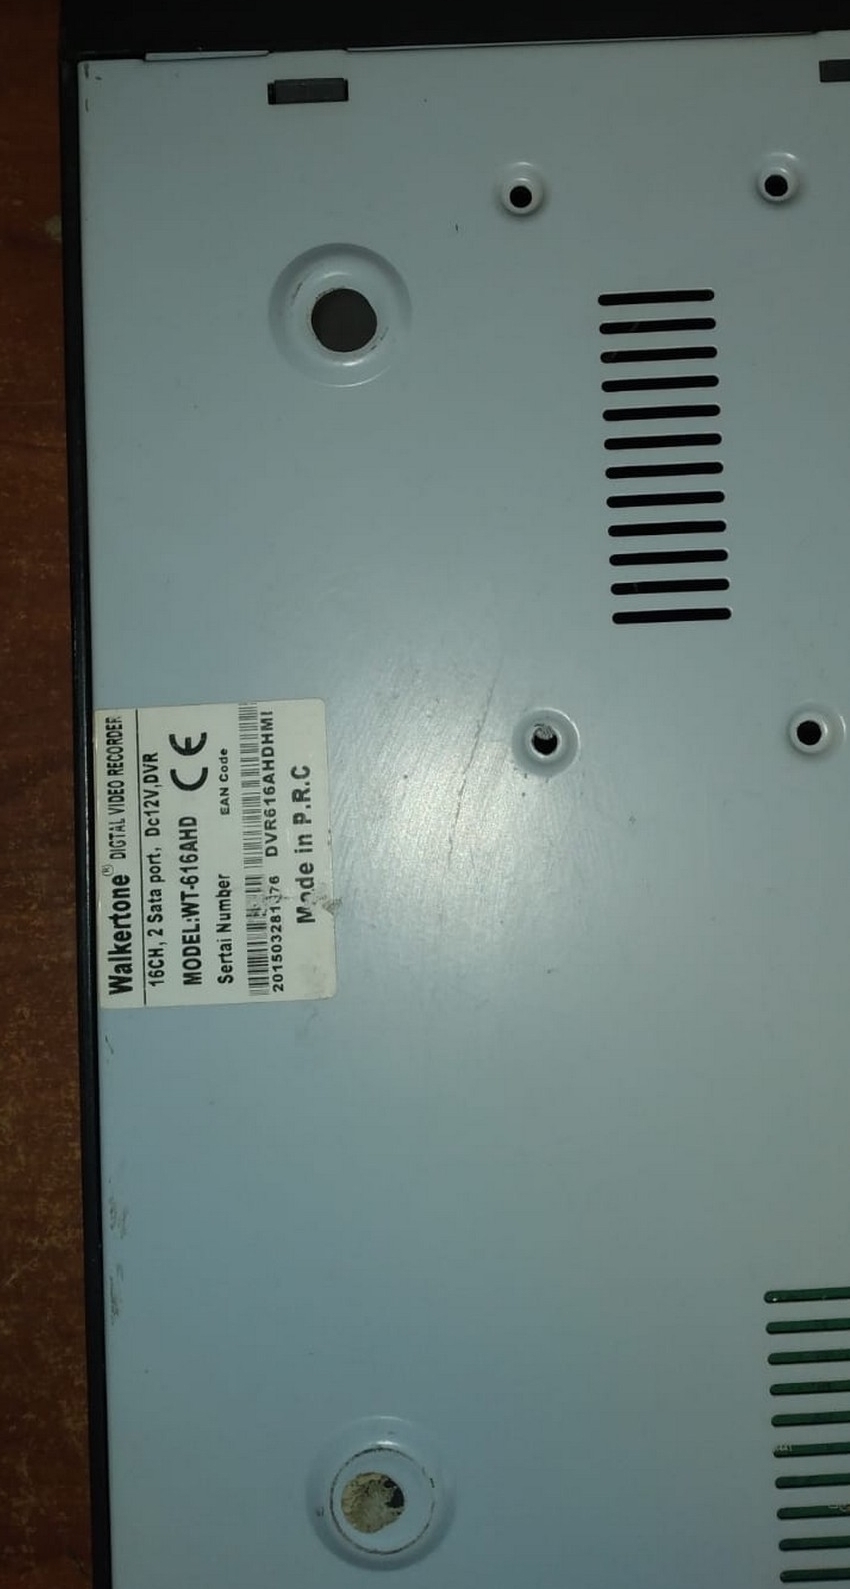 Walkertone® DIGTAL VIDEO RECORDER
16CH, 2 Sata port, Dc12V,DVR
MODEL:WT-616AHD CE
Sertai Number EAN Code
DVR616AHDHMI
Made in P.R.C